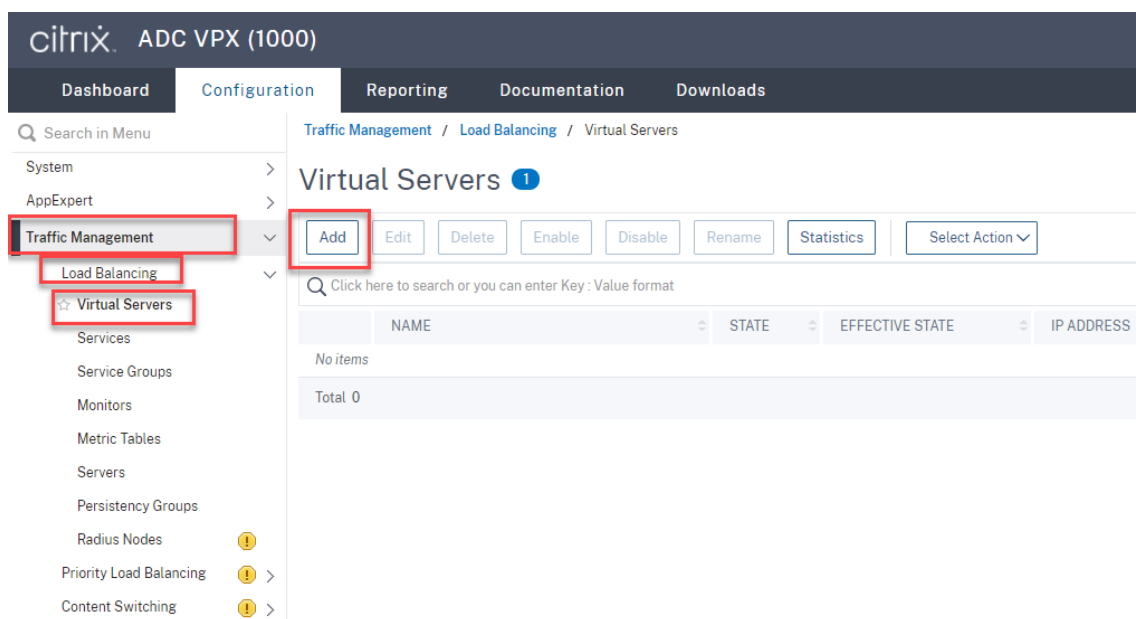 citrix. ADC VPX (1000)
Dashboard Configuration Reporting Documentation Downloads
Search in Menu
System
AppExpert
Traffic Management
Load Balancing
Virtual Servers
Services
Service Groups
Monitors
Metric Tables
Servers
Persistency Groups
Radius Nodes
Priority Load Balancing
Content Switching
Traffic Management / Load Balancing / Virtual Servers
Virtual Servers 1
Add Edit Delete Enable Disable Rename Statistics Select Action
Click here to search or you can enter Key : Value format
NAME STATE EFFECTIVE STATE IP ADDRESS
No items
Total 0